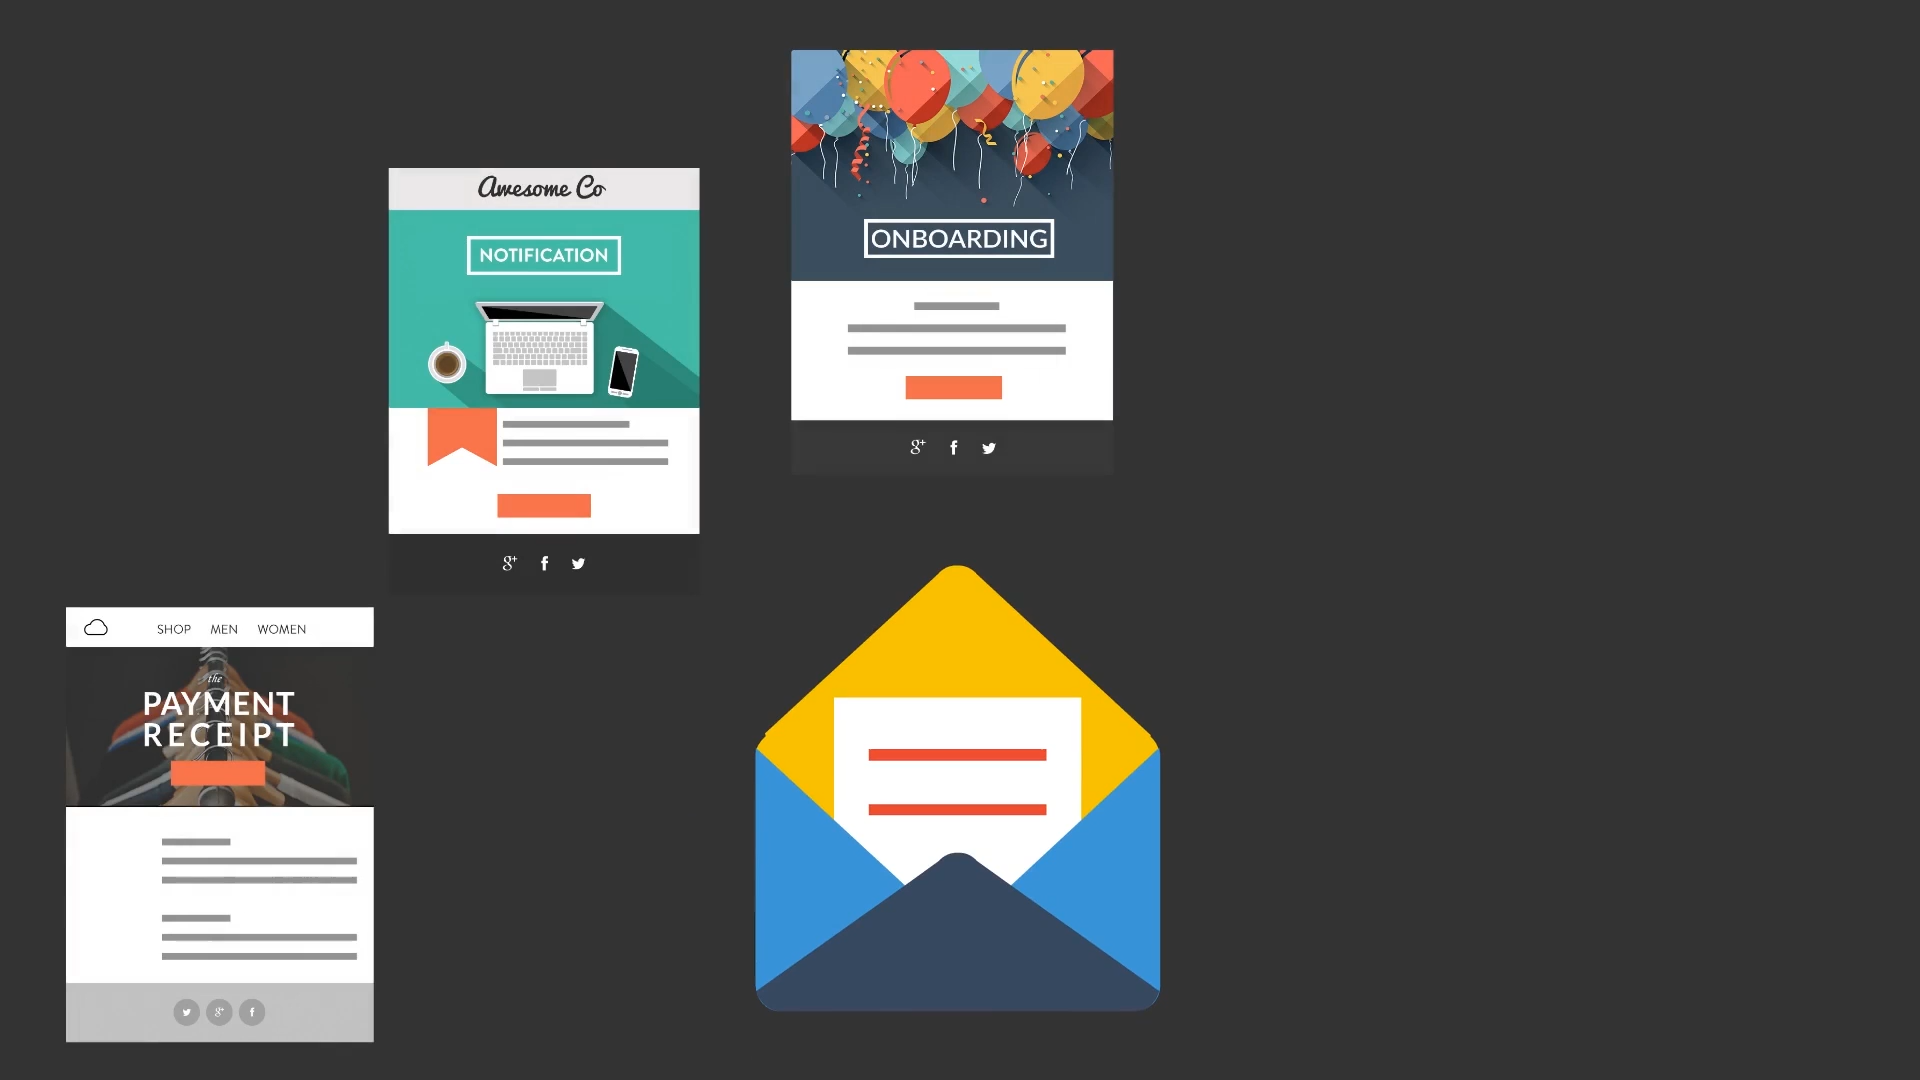 ONBOARDING
g+ f
Awesome Co
NOTIFICATION
g+ f
SHOP MEN WOMEN
the
PAYMENT
RECEIPT
g+ f